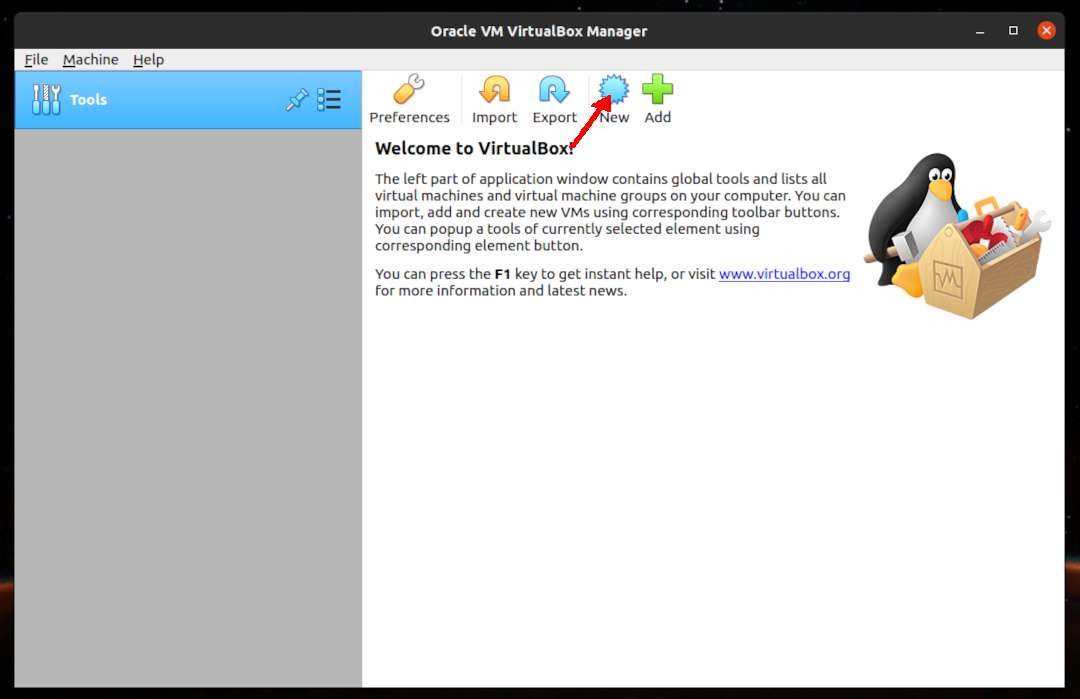 Oracle VM VirtualBox Manager
File Machine Help
Tools
Preferences Import Export New Add
Welcome to VirtualBox!
The left part of application window contains global tools and lists all
virtual machines and virtual machine groups on your computer. You can
import, add and create new VMs using corresponding toolbar buttons.
You can popup a tools of currently selected element using
corresponding element button.
You can press the F1 key to get instant help, or visit www.virtualbox.org
for more information and latest news.